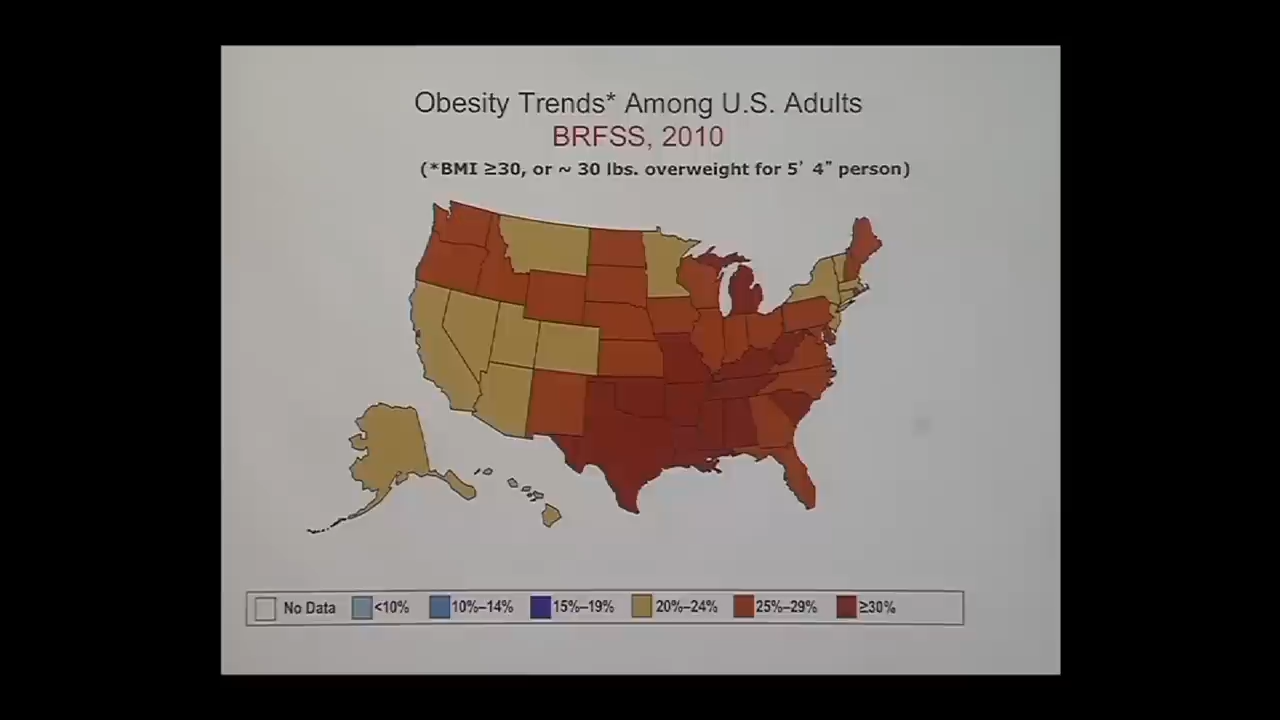 Obesity Trends* Among U.S. Adults
BRFSS, 2010
(*BMI ≥30, or ~ 30 lbs. overweight for 5' 4" person)
No Data <10% 10%–14% 15%–19% 20%–24% 25%–29% ≥30%